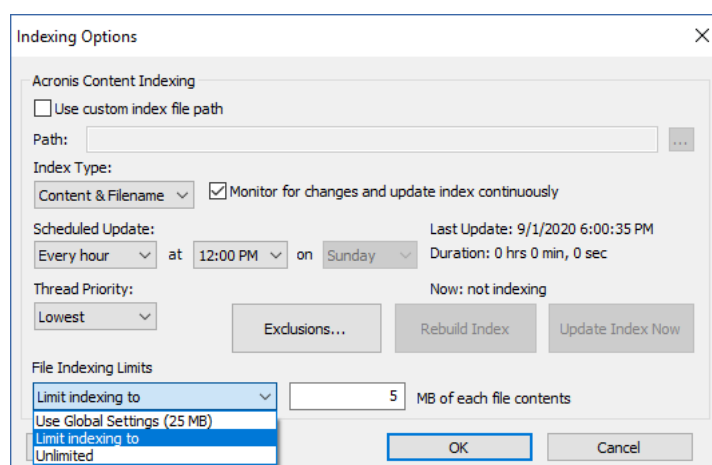 Indexing Options
Acronis Content Indexing
Use custom index file path
Path:
...
Index Type:
Content & Filename
Monitor for changes and update index continuously
Scheduled Update:
Last Update: 9/1/2020 6:00:35 PM
Every hour at 12:00 PM on Sunday
Duration: 0 hrs 0 min, 0 sec
Thread Priority:
Now: not indexing
Lowest
Exclusions...
Rebuild Index
Update Index Now
File Indexing Limits
Limit indexing to 5 MB of each file contents
Use Global Settings (25 MB)
Limit indexing to
Unlimited
OK
Cancel